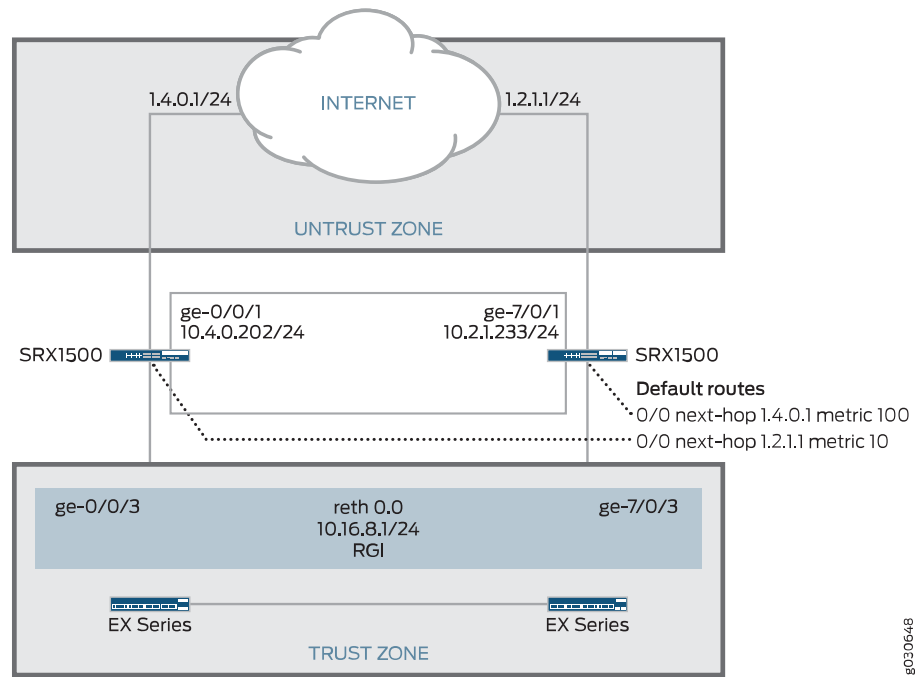 1.4.0.1/24
INTERNET
1.2.1.1/24
UNTRUST ZONE
ge-0/0/1
10.4.0.202/24
ge-7/0/1
10.2.1.233/24
SRX1500
SRX1500
Default routes
0/0 next-hop 1.4.0.1 metric 100
0/0 next-hop 1.2.1.1 metric 10
ge-0/0/3
reth 0.0
10.16.8.1/24
RGI
ge-7/0/3
EX Series
EX Series
TRUST ZONE
g030648